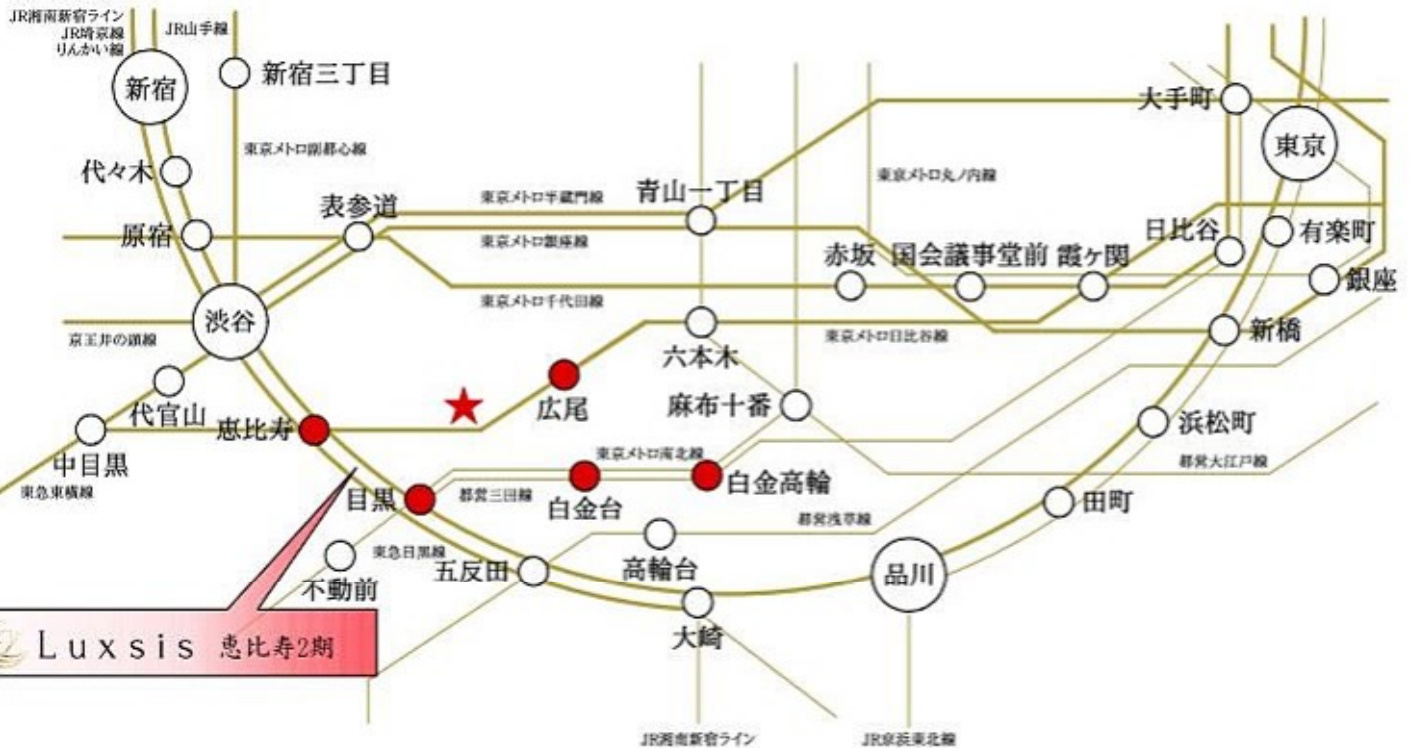 JR湘南新宿ライン
JR埼京線
りんかい線
JR山手線
新宿
新宿三丁目
代々木
東京メトロ副都心線
原宿
表参道
東京メトロ半蔵門線
東京メトロ銀座線
青山一丁目
東京メトロ丸ノ内線
大手町
東京
日比谷
有楽町
赤坂
国会議事堂前
霞ヶ関
銀座
東京メトロ千代田線
渋谷
京王井の頭線
六本木
東京メトロ日比谷線
新橋
代官山
広尾
麻布十番
恵比寿
中目黒
東急東横線
浜松町
東京メトロ南北線
都営大江戸線
目黒
都営三田線
白金台
白金高輪
田町
都営浅草線
東急目黒線
不動前
五反田
高輪台
品川
大崎
Luxsis 恵比寿2期
JR湘南新宿ライン
JR京浜東北線